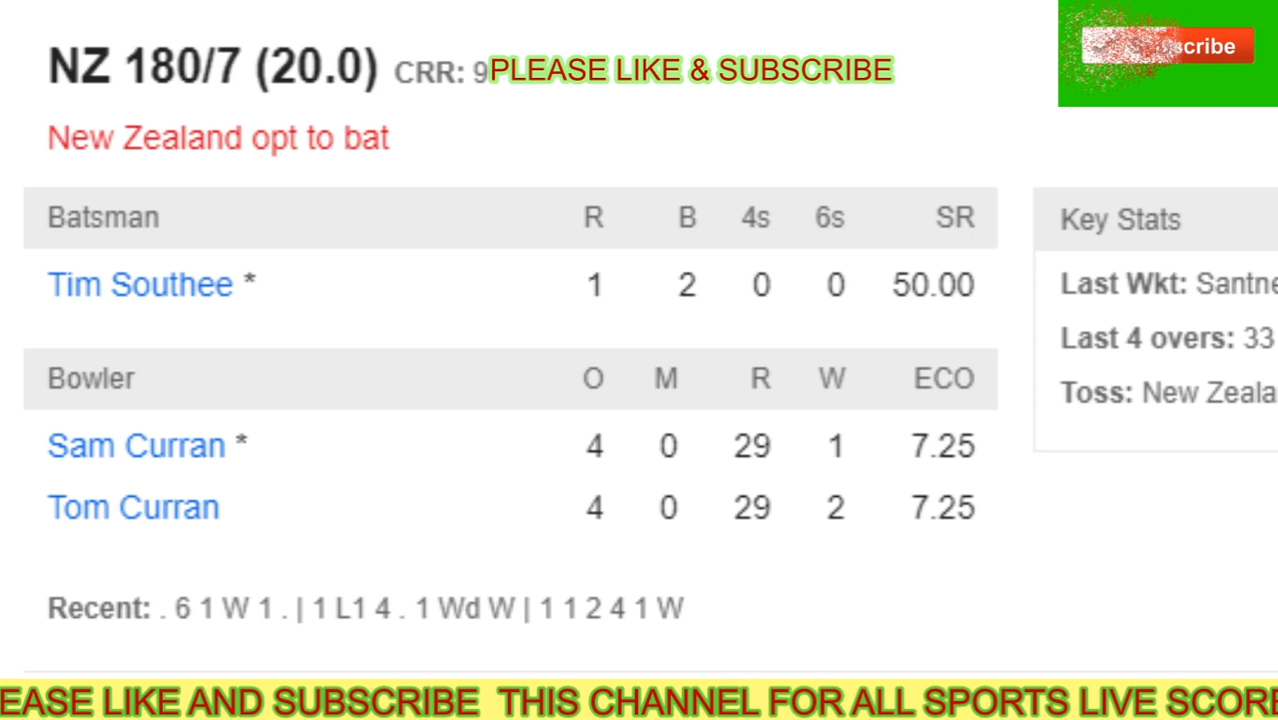 NZ 180/7 (20.0) CRR: 9 PLEASE LIKE & SUBSCRIBE
scribe
New Zealand opt to bat
Batsman R B 4s 6s SR
Tim Southee * 1 2 0 0 50.00
Bowler O M R W ECO
Sam Curran * 4 0 29 1 7.25
Tom Curran 4 0 29 2 7.25
Recent: . 6 1 W 1 . | 1 L1 4 . 1 Wd W | 1 1 2 4 1 W
Key Stats
Last Wkt: Santne
Last 4 overs: 33
Toss: New Zeala
EASE LIKE AND SUBSCRIBE THIS CHANNEL FOR ALL SPORTS LIVE SCOR